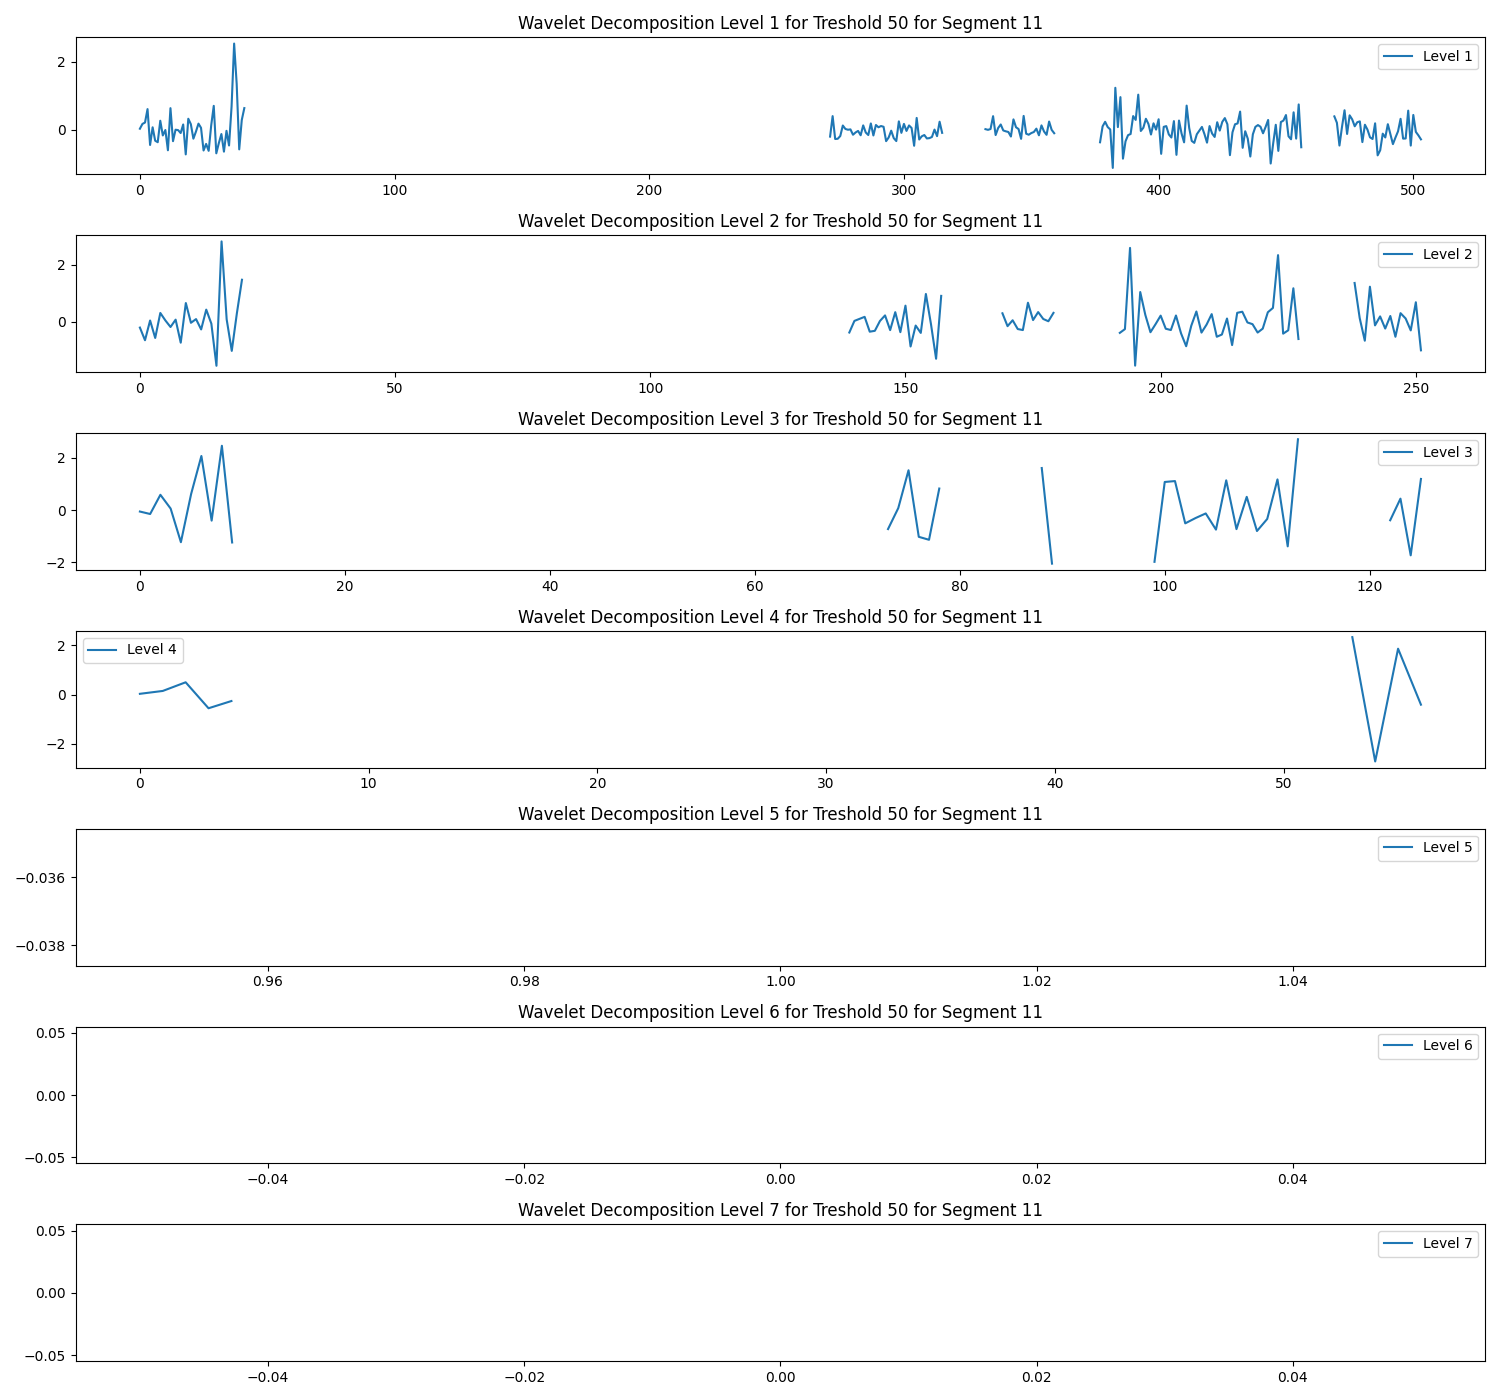 Wavelet Decomposition Level 1 for Treshold 50 for Segment 11
Level 1
2
0
0 100 200 300 400 500
Wavelet Decomposition Level 2 for Treshold 50 for Segment 11
Level 2
2
0
0 50 100 150 200 250
Wavelet Decomposition Level 3 for Treshold 50 for Segment 11
Level 3
2
0
−2
0 20 40 60 80 100 120
Wavelet Decomposition Level 4 for Treshold 50 for Segment 11
Level 4
2
0
−2
0 10 20 30 40 50
Wavelet Decomposition Level 5 for Treshold 50 for Segment 11
Level 5
−0.036
−0.038
0.96 0.98 1.00 1.02 1.04
Wavelet Decomposition Level 6 for Treshold 50 for Segment 11
Level 6
0.05
0.00
−0.05
−0.04 −0.02 0.00 0.02 0.04
Wavelet Decomposition Level 7 for Treshold 50 for Segment 11
Level 7
0.05
0.00
−0.05
−0.04 −0.02 0.00 0.02 0.04